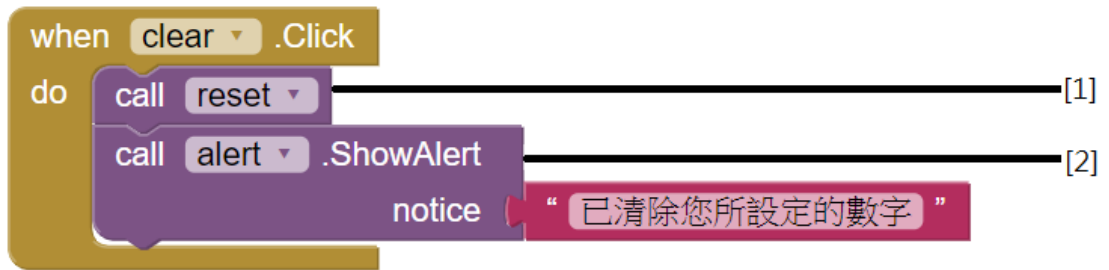 when clear .Click
do call reset [1]
call alert .ShowAlert [2]
notice “ 已清除您所設定的數字 ”